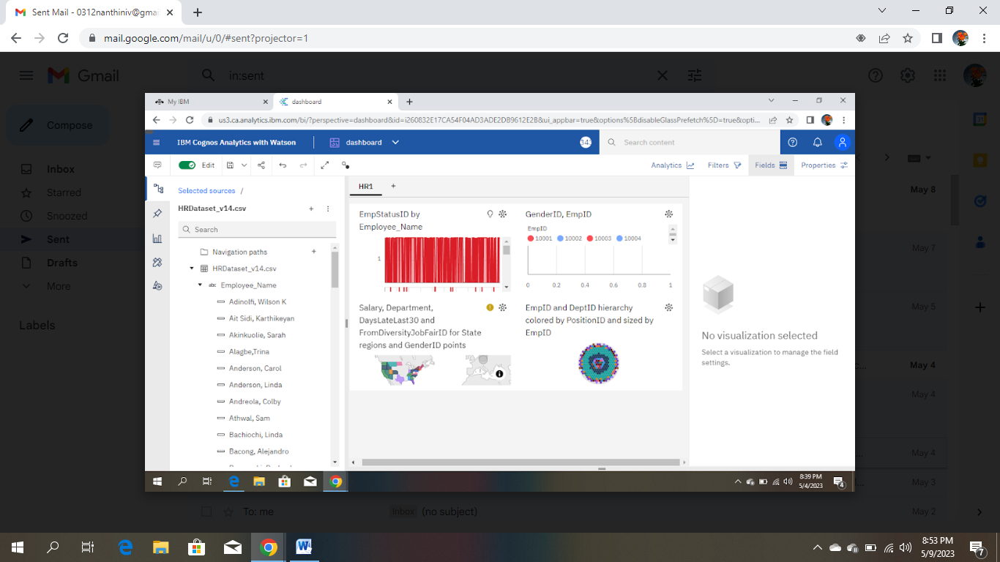 Sent Mail - 0312nanthiniv@gmai
mail.google.com/mail/u/0/#sent?projector=1
Gmail
in:sent
Compose
Inbox
Starred
Snoozed
Sent
Drafts
More
Labels
My IBM
dashboard
us3.ca.analytics.ibm.com/bi/?perspective=dashboard&id=i260832E17CA54F04AD3ADE2DB9612E2B&ui_appbar=true&options%5BdisableGlassPrefetch%5D=true&opti...
IBM Cognos Analytics with Watson
dashboard
343
Search content
Edit
Analytics
Filters
Fields
Properties
Selected sources /
HRDataset_v14.csv
Search
Navigation paths
HRDataset_v14.csv
abc Employee_Name
Adinolfi, Wilson K
Ait Sidi, Karthikeyan
Akinkuolie, Sarah
Alagbe,Trina
Anderson, Carol
Anderson, Linda
Andreola, Colby
Athwal, Sam
Bachiochi, Linda
Bacong, Alejandro
HR1
EmpStatusID by
Employee_Name
1
GenderID, EmpID
EmpID
10001 10002 10003 10004
0 0.2 0.4 0.6 0.8 1
Salary, Department,
DaysLateLast30 and
FromDiversityJobFairID for State
regions and GenderID points
EmpID and DeptID hierarchy
colored by PositionID and sized by
EmpID
No visualization selected
Select a visualization to manage the field
settings.
8:39 PM
5/4/2023
4
May 8
May 7
May 5
May 4
May 4
May 4
May 3
To: me
Inbox
(no subject)
May 2
8:53 PM
5/9/2023
7